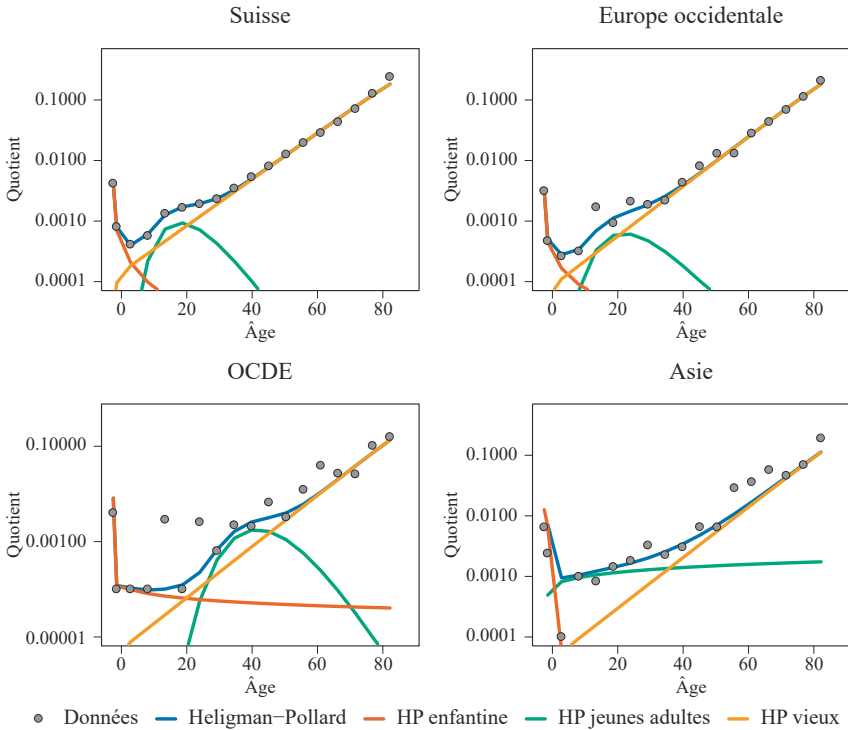 Suisse
Quotient
0.1000
0.0100
0.0010
0.0001
0 20 40 60 80
Âge
Europe occidentale
Quotient
0.1000
0.0100
0.0010
0.0001
0 20 40 60 80
Âge
OCDE
Quotient
0.10000
0.00100
0.00001
0 20 40 60 80
Âge
Asie
Quotient
0.1000
0.0100
0.0010
0.0001
0 20 40 60 80
Âge
Données Heligman–Pollard HP enfantine HP jeunes adultes HP vieux